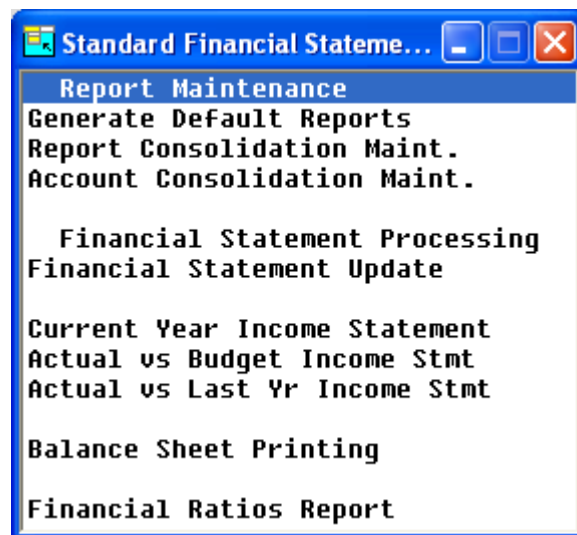 Standard Financial Stateme...
Report Maintenance
Generate Default Reports
Report Consolidation Maint.
Account Consolidation Maint.
Financial Statement Processing
Financial Statement Update
Current Year Income Statement
Actual vs Budget Income Stmt
Actual vs Last Yr Income Stmt
Balance Sheet Printing
Financial Ratios Report